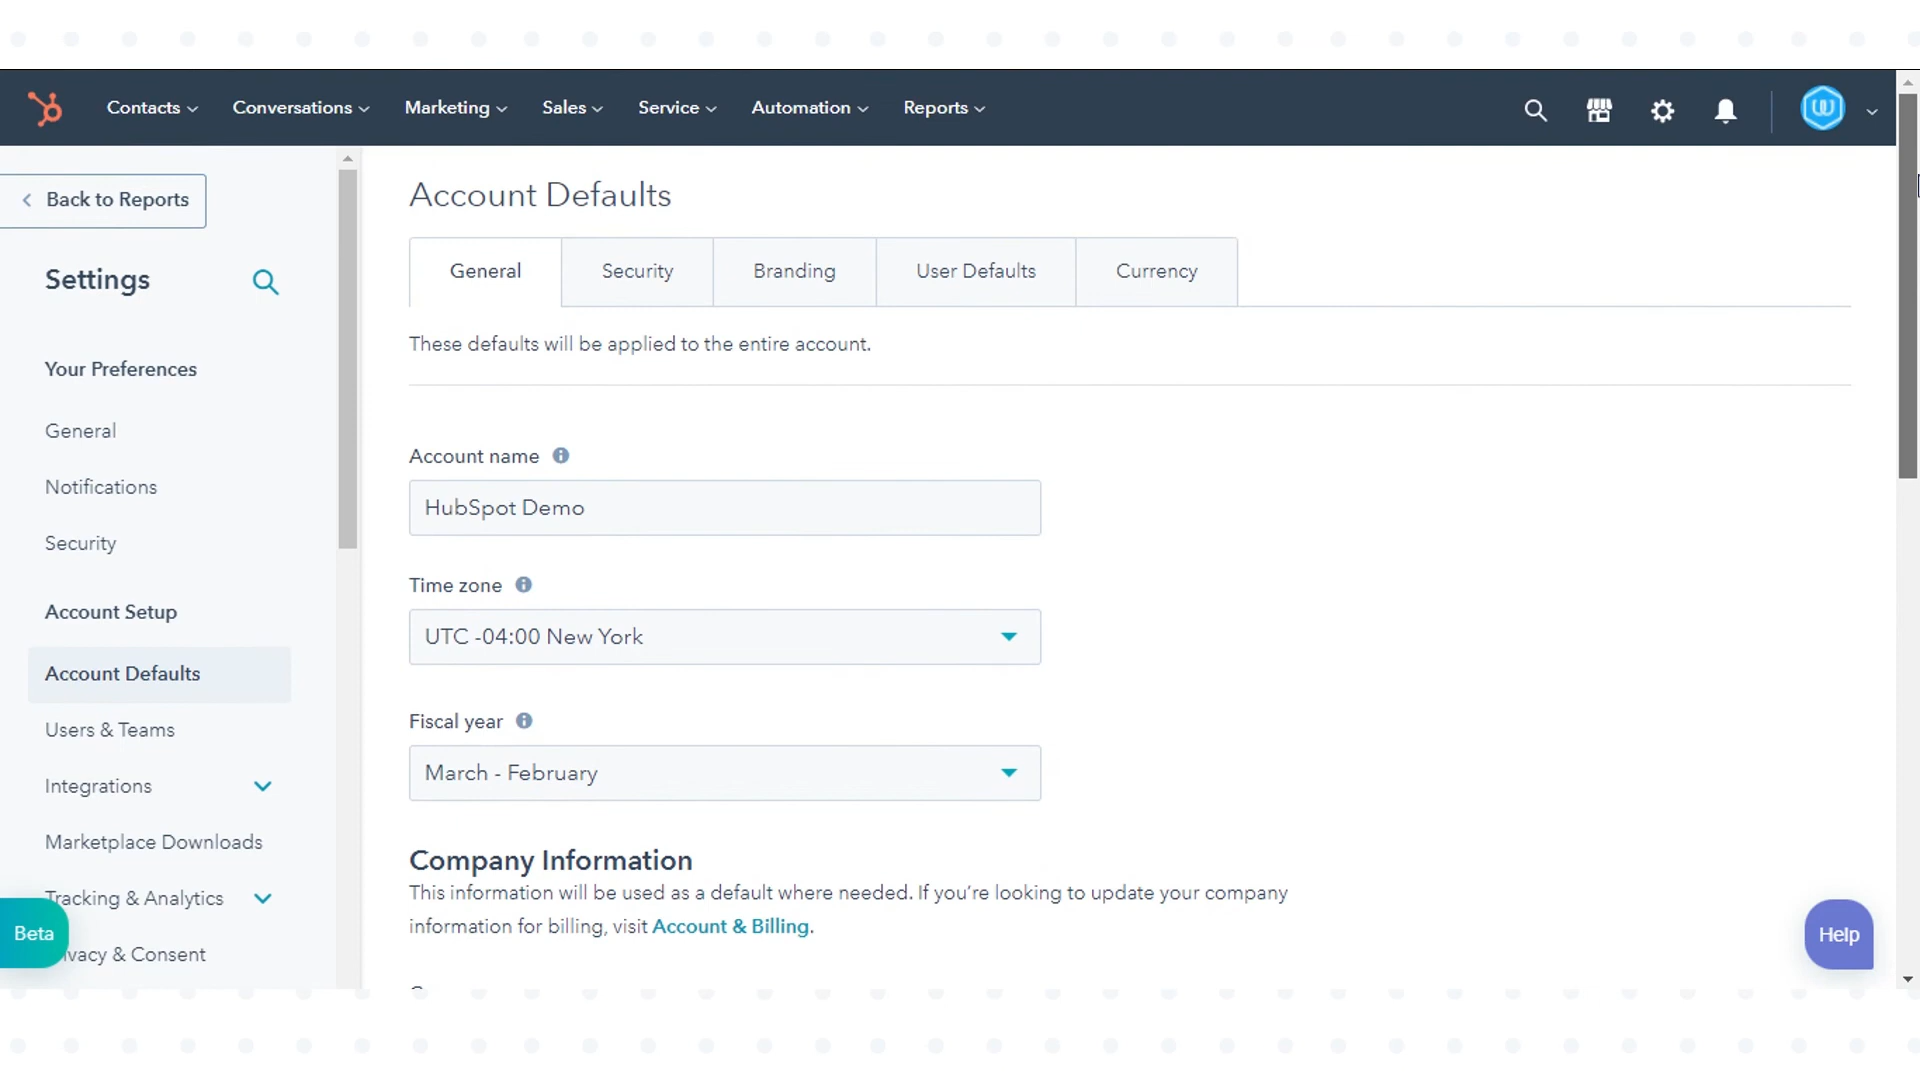 Contacts
Conversations
Marketing
Sales
Service
Automation
Reports
Back to Reports
Settings
Your Preferences
General
Notifications
Security
Account Setup
Account Defaults
Users & Teams
Integrations
Marketplace Downloads
Tracking & Analytics
ivacy & Consent
Beta
Account Defaults
General
Security
Branding
User Defaults
Currency
These defaults will be applied to the entire account.
Account name
HubSpot Demo
Time zone
UTC -04:00 New York
Fiscal year
March - February
Company Information
This information will be used as a default where needed. If you’re looking to update your company
information for billing, visit Account & Billing.
Help